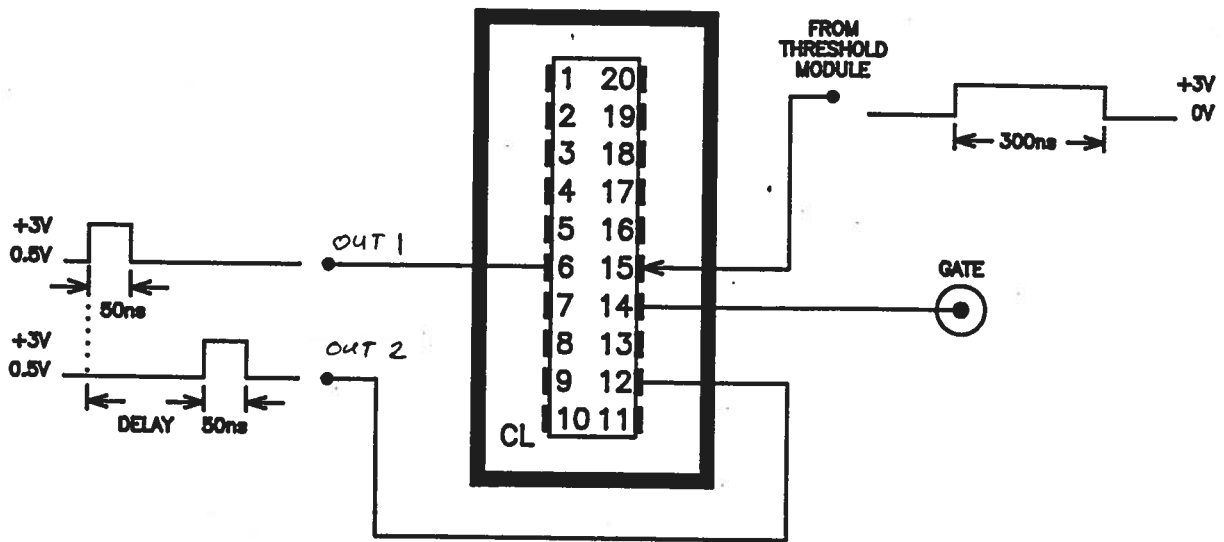 FROM
THRESHOLD
MODULE
+3V
0V
300ns
1 20
2 19
3 18
4 17
5 16
6 15
7 14
8 13
9 12
10 11
CL
+3V
0.5V
50ns
OUT 1
GATE
+3V
0.5V
DELAY 50ns
OUT 2